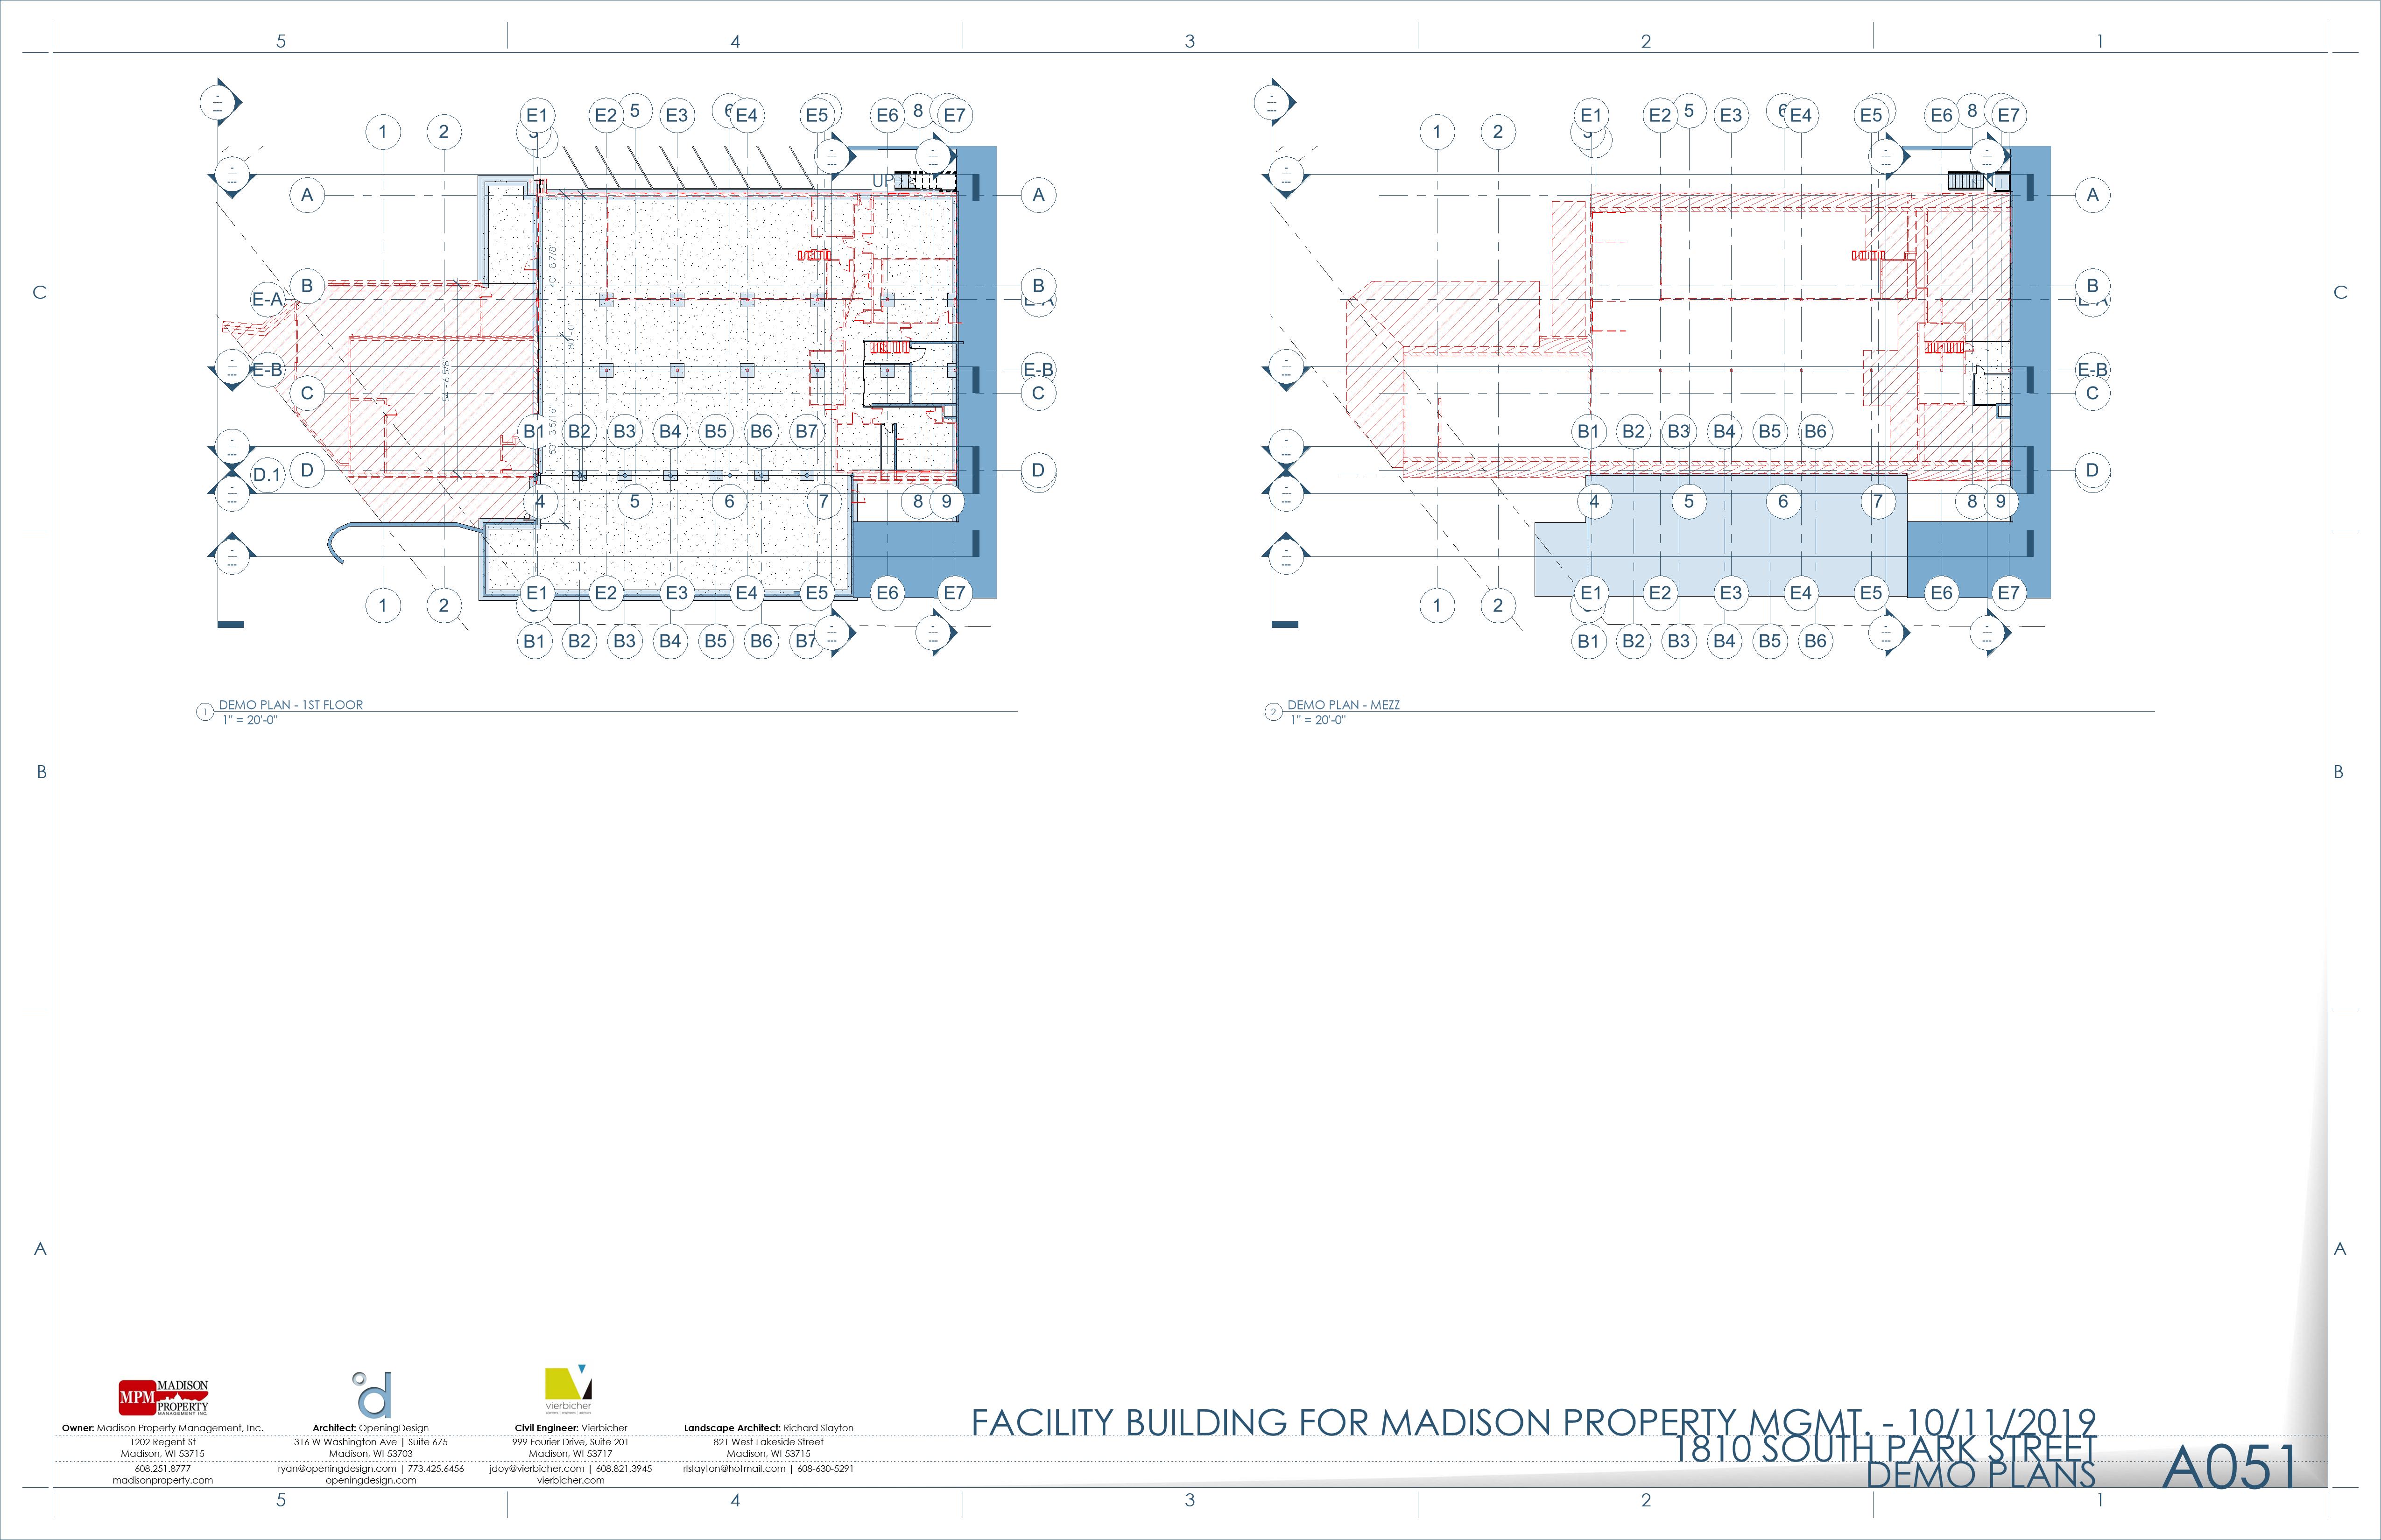 5 4 3 2 1
E1 E2 5 E3 6 E4 E5 E6 8 E7
1 2
UP
A A
C
B B
E-A
E-B E-B
C C
40' - 8 7/8"
80' - 0"
54' - 6 5/8"
53' - 3 5/16"
B1 B2 B3 B4 B5 B6 B7
D.1 D D
4 5 6 7 8 9
E1 E2 E3 E4 E5 E6 E7
1 2
B1 B2 B3 B4 B5 B6 B7
1 DEMO PLAN - 1ST FLOOR
1" = 20'-0"
E1 E2 5 E3 6 E4 E5 E6 8 E7
1 2
A
B
C
E-B
C
B1 B2 B3 B4 B5 B6
D
4 5 6 7 8 9
E1 E2 E3 E4 E5 E6 E7
1 2
B1 B2 B3 B4 B5 B6
2 DEMO PLAN - MEZZ
1" = 20'-0"
B B
A A
MPM MADISON
PROPERTY
MANAGEMENT INC.
Owner: Madison Property Management, Inc.
1202 Regent St
Madison, WI 53715
608.251.8777
madisonproperty.com
d
Architect: OpeningDesign
316 W Washington Ave | Suite 675
Madison, WI 53703
ryan@openingdesign.com | 773.425.6456
openingdesign.com
vierbicher
planners | engineers | advisors
Civil Engineer: Vierbicher
999 Fourier Drive, Suite 201
Madison, WI 53717
jdoy@vierbicher.com | 608.821.3945
vierbicher.com
Landscape Architect: Richard Slayton
821 West Lakeside Street
Madison, WI 53715
rlslayton@hotmail.com | 608-630-5291
FACILITY BUILDING FOR MADISON PROPERTY MGMT. - 10/11/2019
1810 SOUTH PARK STREET
DEMO PLANS
A051
5 4 3 2 1